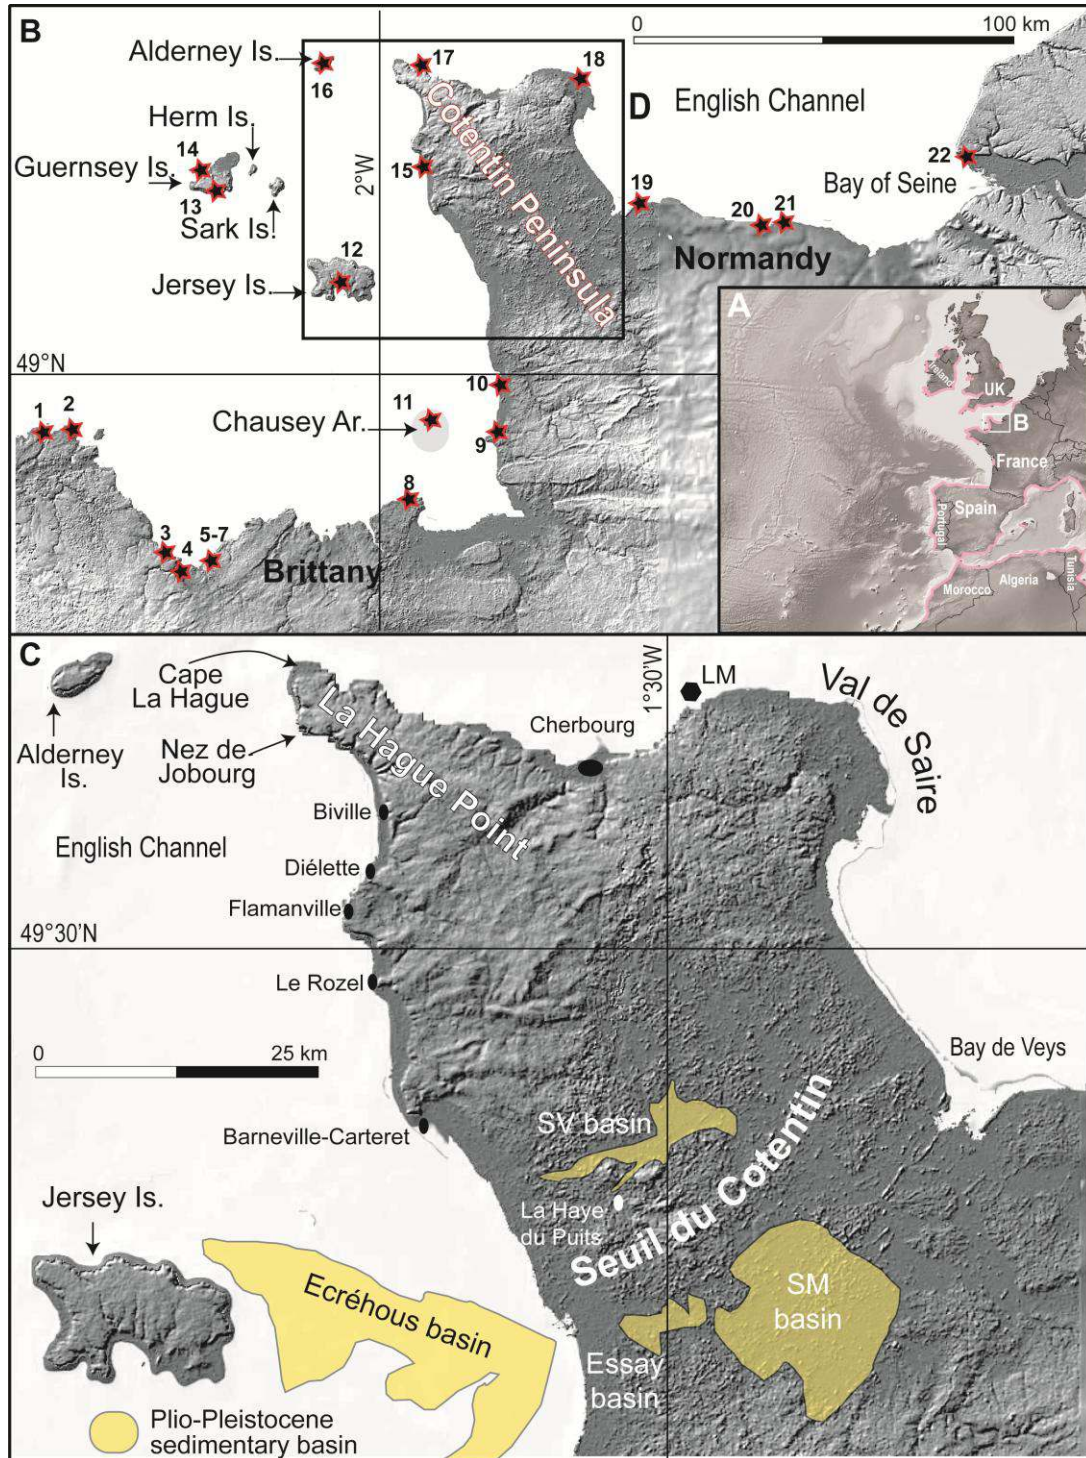 B
Alderney Is.
16
17
18
0
100 km
D
English Channel
Herm Is.
14
Guernsey Is.
13
Sark Is.
2°W
15
Cotentin Peninsula
22
Bay of Seine
19
20
21
Normandy
12
Jersey Is.
49°N
10
11
Chausey Ar.
9
1
2
8
3
4
5-7
Brittany
A
Ireland
UK
B
France
Spain
Portugal
Morocco
Algeria
Tunisia
C
Cape
La Hague
Alderney
Is.
Nez de
Jobourg
La Hague Point
Cherbourg
1°30'W
LM
Val de Saire
Biville
English Channel
Diélette
Flamanville
49°30'N
Le Rozel
0
25 km
Bay de Veys
Barneville-Carteret
SV basin
Seuil du Cotentin
La Haye
du Puits
Jersey Is.
Ecréhous basin
SM
basin
Essay
basin
Plio-Pleistocene
sedimentary basin